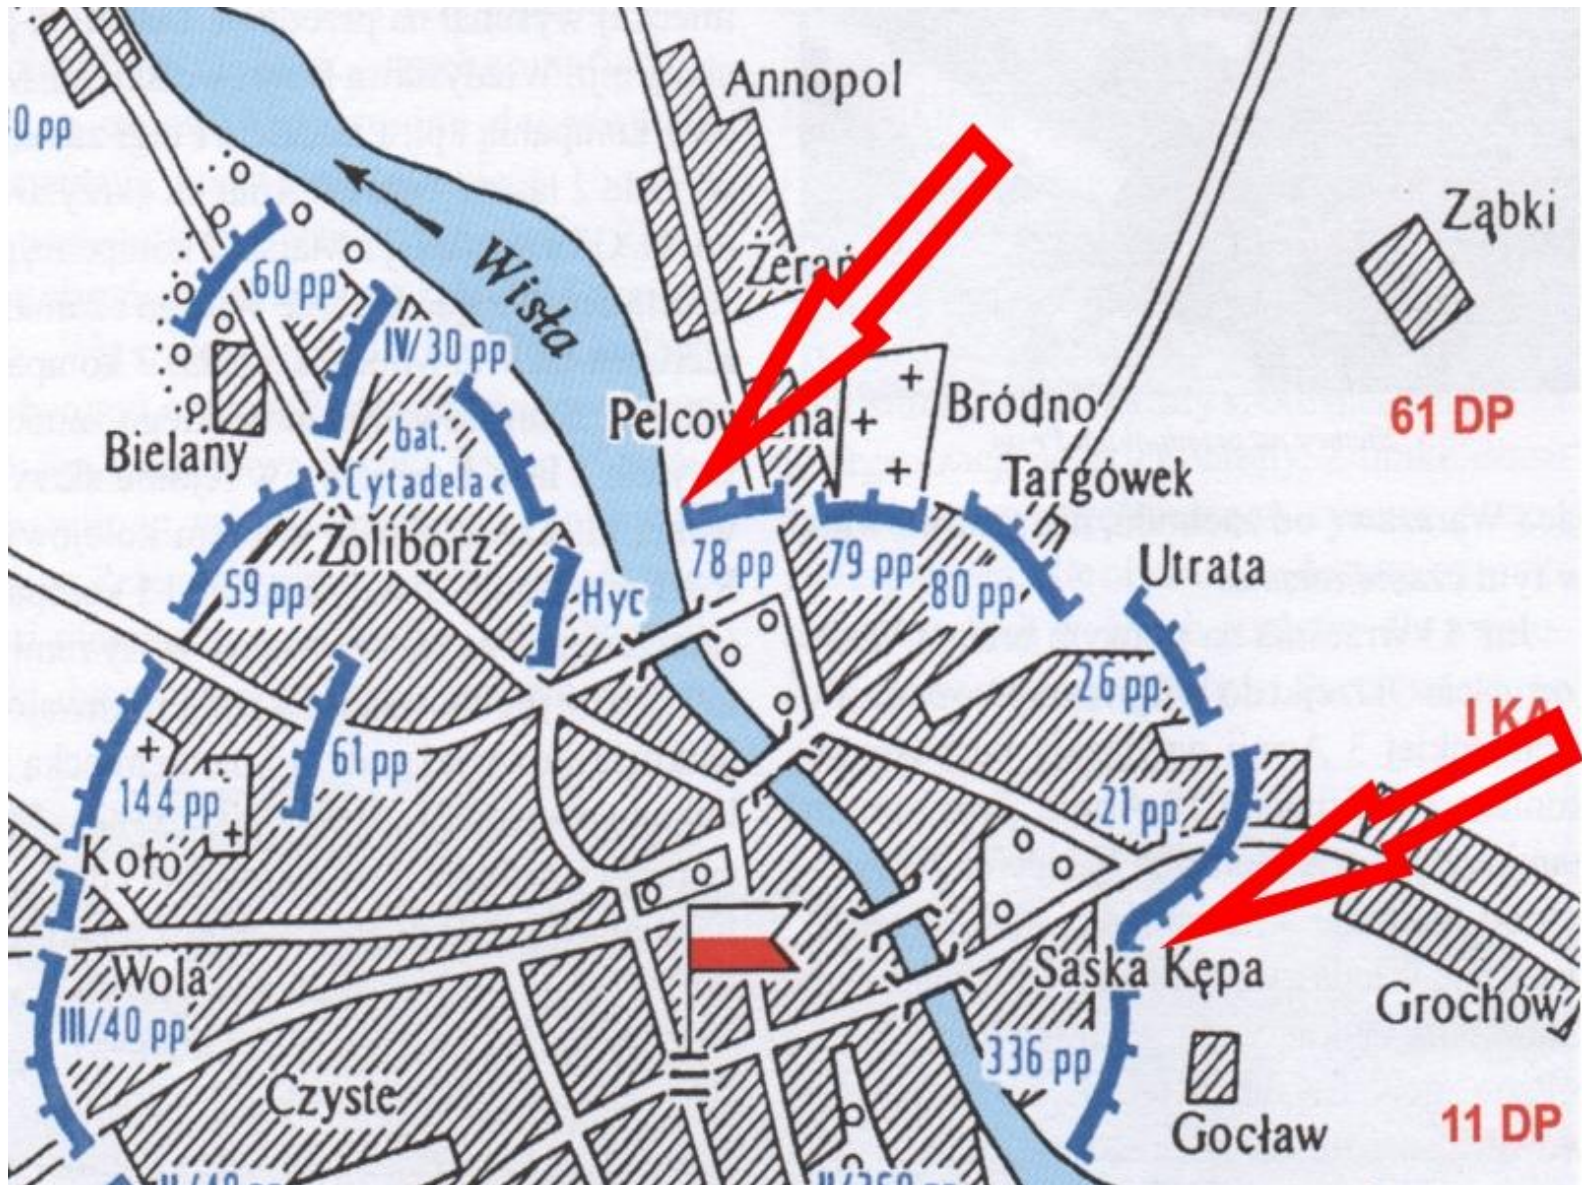 Annopol
0 pp
Ząbki
Wisła
Żerań
60 pp
IV/30 pp
Pelcowizna
Bródno
61 DP
Bielany
bat.
»Cytadela«
Targówek
Żoliborz
78 pp
79 pp
80 pp
Utrata
59 pp
Hyc
26 pp
I KA
61 pp
144 pp
21 pp
Koło
Wola
Saska Kępa
Grochów
III/40 pp
336 pp
Czyste
Gocław
11 DP